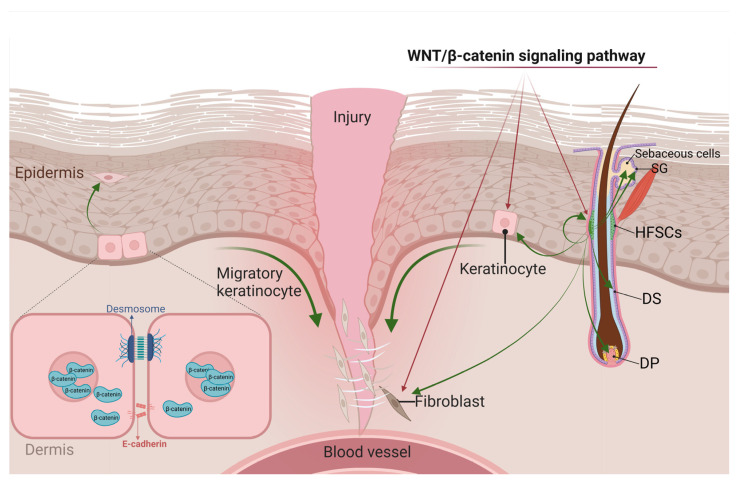 WNT/β-catenin signaling pathway
Injury
Sebaceous cells
SG
Epidermis
HFSCs
Migratory
keratinocyte
Keratinocyte
DS
Desmosome
DP
β-catenin
β-catenin
β-catenin
β-catenin
β-catenin
β-catenin
β-catenin
β-catenin
β-catenin
Fibroblast
E-cadherin
Dermis
Blood vessel